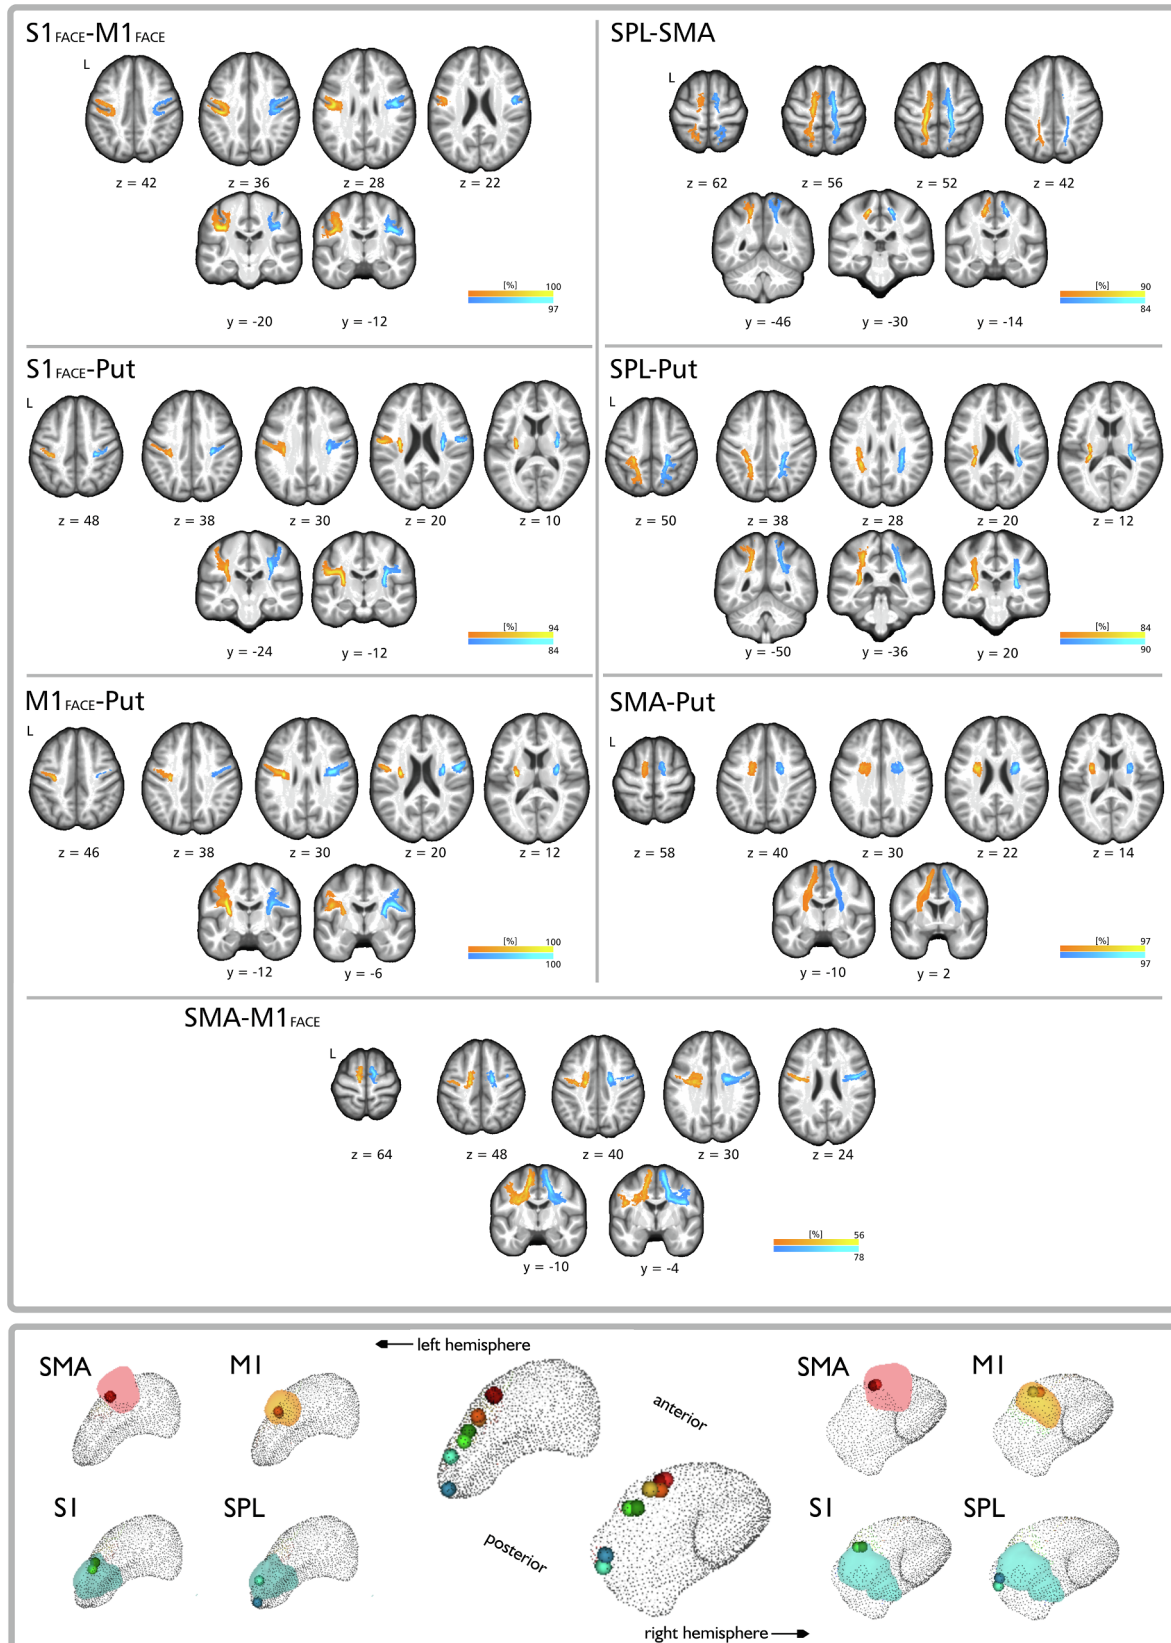 S1FACE-M1FACE
L
z = 42
z = 36
z = 28
z = 22
y = -20
y = -12
[%]
100
97
SPL-SMA
L
z = 62
z = 56
z = 52
z = 42
y = -46
y = -30
y = -14
[%]
90
84
S1FACE-Put
L
z = 48
z = 38
z = 30
z = 20
z = 10
y = -24
y = -12
[%]
94
84
SPL-Put
L
z = 50
z = 38
z = 28
z = 20
z = 12
y = -50
y = -36
y = 20
[%]
84
90
M1FACE-Put
L
z = 46
z = 38
z = 30
z = 20
z = 12
y = -12
y = -6
[%]
100
100
SMA-Put
L
z = 58
z = 40
z = 30
z = 22
z = 14
y = -10
y = 2
[%]
97
97
SMA-M1FACE
L
z = 64
z = 48
z = 40
z = 30
z = 24
y = -10
y = -4
[%]
56
78
left hemisphere
SMA
MI
SI
SPL
anterior
posterior
SMA
MI
SI
SPL
right hemisphere